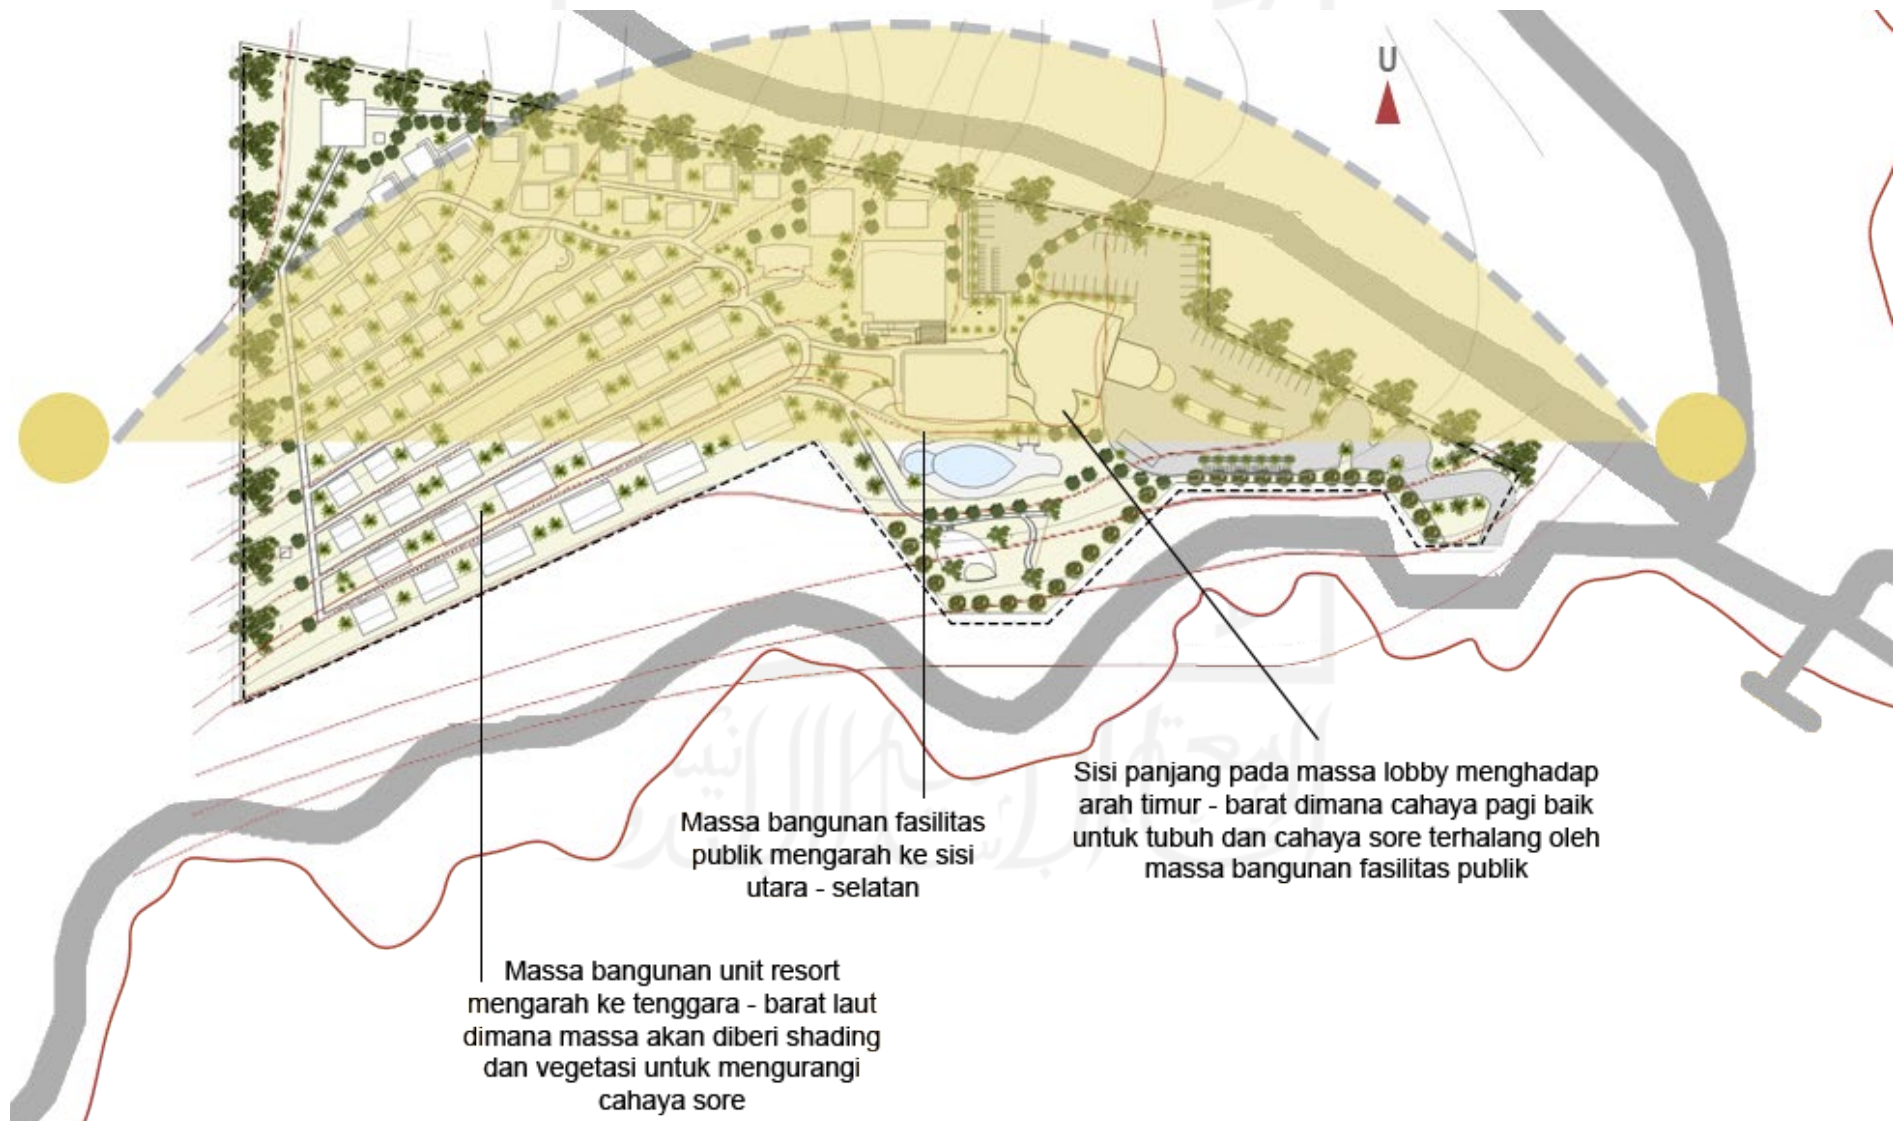 U
Sisi panjang pada massa lobby menghadap
arah timur - barat dimana cahaya pagi baik
untuk tubuh dan cahaya sore terhalang oleh
massa bangunan fasilitas publik
Massa bangunan fasilitas
publik mengarah ke sisi
utara - selatan
Massa bangunan unit resort
mengarah ke tenggara - barat laut
dimana massa akan diberi shading
dan vegetasi untuk mengurangi
cahaya sore